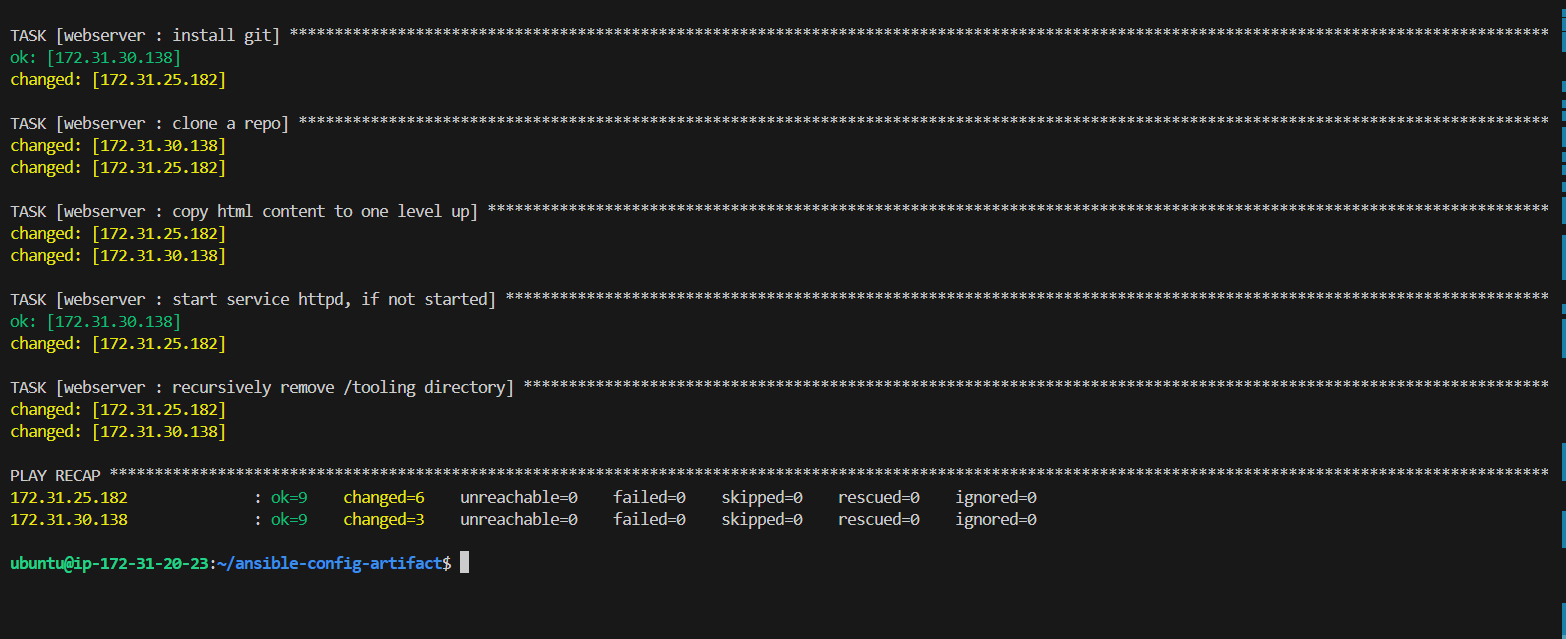 TASK [webserver : install git] ********************************************************************************************************************************************
ok: [172.31.30.138]
changed: [172.31.25.182]
TASK [webserver : clone a repo] *******************************************************************************************************************************************
changed: [172.31.30.138]
changed: [172.31.25.182]
TASK [webserver : copy html content to one level up] **********************************************************************************************************************
changed: [172.31.25.182]
changed: [172.31.30.138]
TASK [webserver : start service httpd, if not started] ********************************************************************************************************************
ok: [172.31.30.138]
changed: [172.31.25.182]
TASK [webserver : recursively remove /tooling directory] ******************************************************************************************************************
changed: [172.31.25.182]
changed: [172.31.30.138]
PLAY RECAP ****************************************************************************************************************************************************************
172.31.25.182              : ok=9    changed=6    unreachable=0    failed=0    skipped=0    rescued=0    ignored=0
172.31.30.138              : ok=9    changed=3    unreachable=0    failed=0    skipped=0    rescued=0    ignored=0
ubuntu@ip-172-31-20-23:~/ansible-config-artifact$